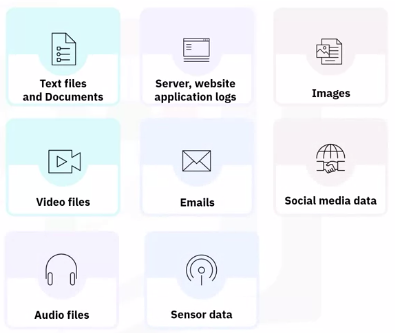 Text files
and Documents
Server, website
application logs
Images
Video files
Emails
Social media data
Audio files
Sensor data